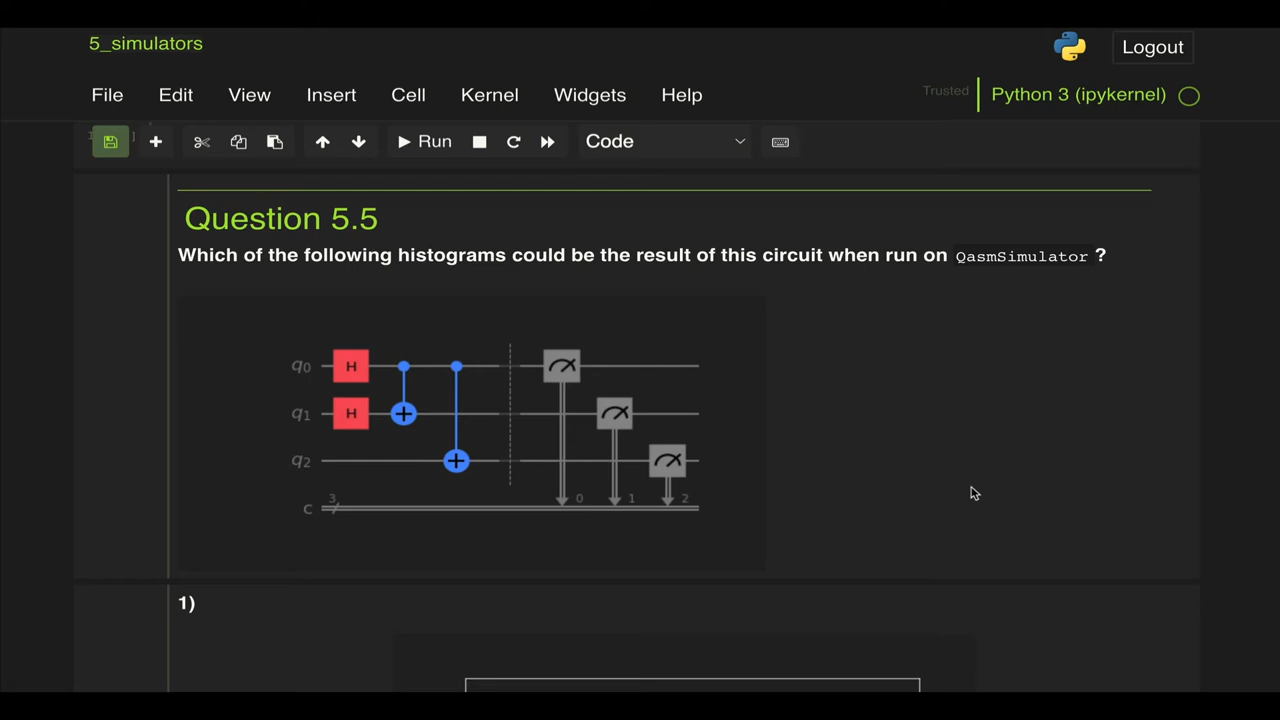 5_simulators
Logout
File Edit View Insert Cell Kernel Widgets Help
Trusted
Python 3 (ipykernel)
Run
Code
Question 5.5
Which of the following histograms could be the result of this circuit when run on QasmSimulator ?
q0 H
q1 H
q2
c 3 0 1 2
1)